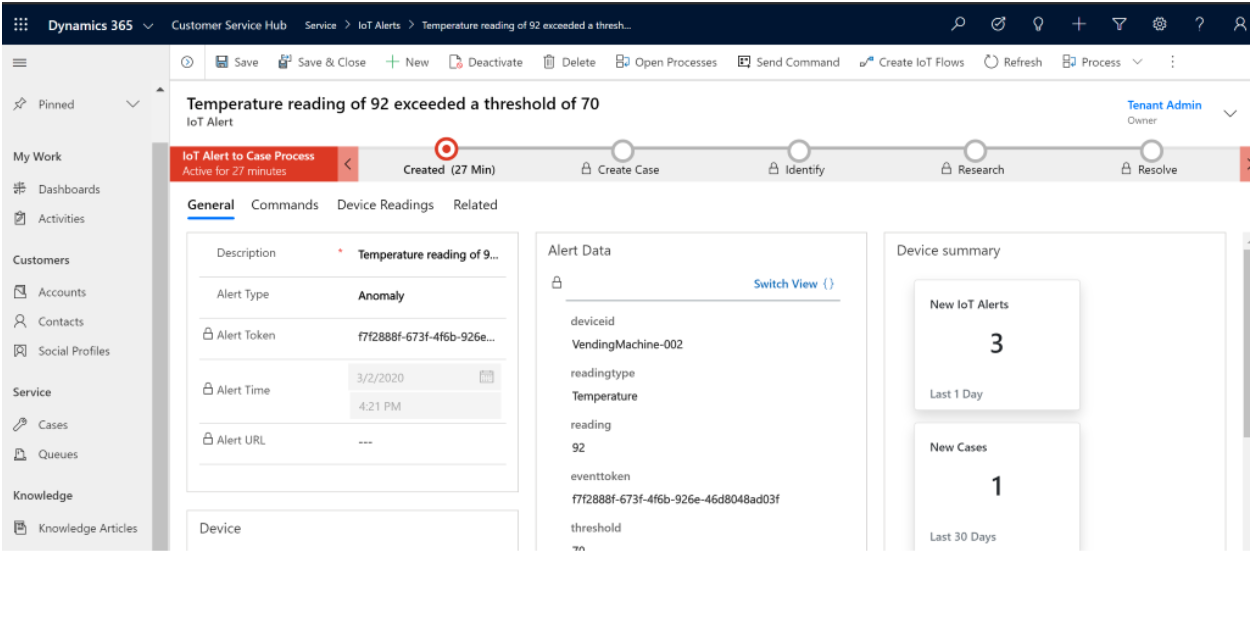 Dynamics 365 Customer Service Hub Service > IoT Alerts > Temperature reading of 92 exceeded a thresh...
Save Save & Close New Deactivate Delete Open Processes Send Command Create IoT Flows Refresh Process
Pinned
My Work
Dashboards
Activities
Customers
Accounts
Contacts
Social Profiles
Service
Cases
Queues
Knowledge
Knowledge Articles
Temperature reading of 92 exceeded a threshold of 70
IoT Alert
Tenant Admin
Owner
IoT Alert to Case Process
Active for 27 minutes
Created (27 Min) Create Case Identify Research Resolve
General Commands Device Readings Related
Description * Temperature reading of 9...
Alert Type Anomaly
Alert Token f7f2888f-673f-4f6b-926e...
Alert Time 3/2/2020
4:21 PM
Alert URL ---
Device
Alert Data
Switch View {}
deviceid
VendingMachine-002
readingtype
Temperature
reading
92
eventtoken
f7f2888f-673f-4f6b-926e-46d8048ad03f
threshold
70
Device summary
New IoT Alerts
3
Last 1 Day
New Cases
1
Last 30 Days